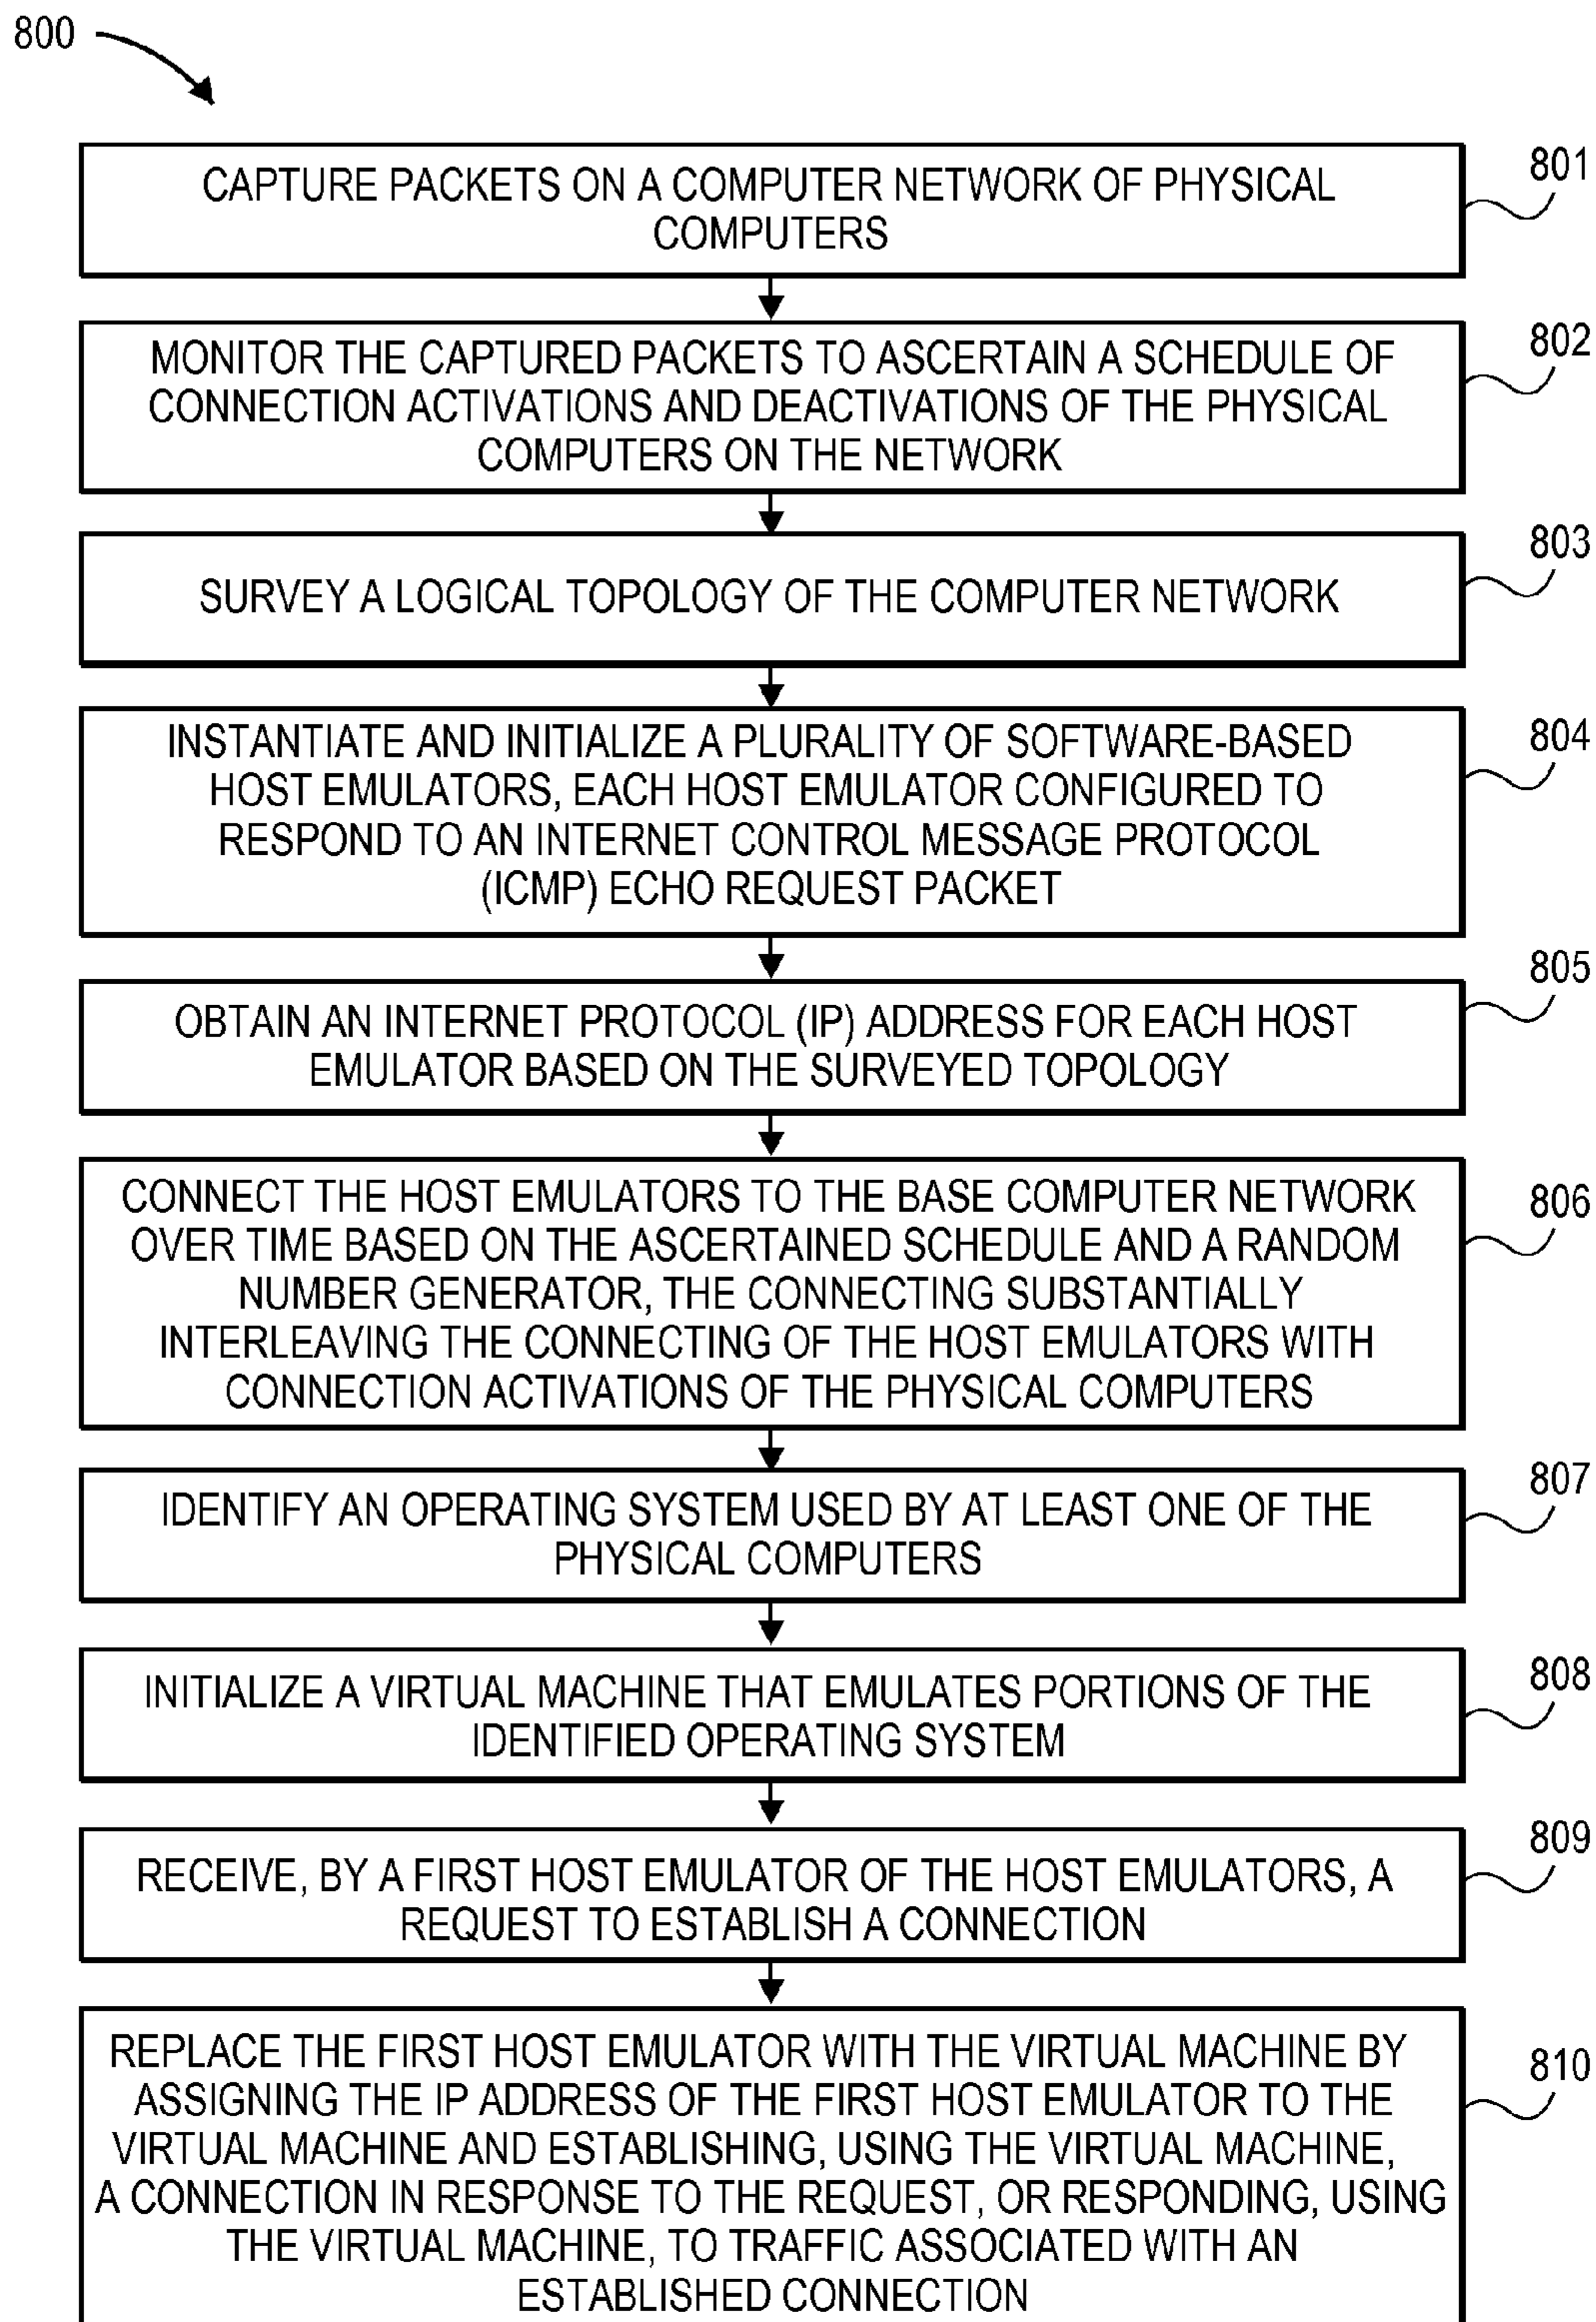 800
CAPTURE PACKETS ON A COMPUTER NETWORK OF PHYSICAL
COMPUTERS
801
MONITOR THE CAPTURED PACKETS TO ASCERTAIN A SCHEDULE OF
CONNECTION ACTIVATIONS AND DEACTIVATIONS OF THE PHYSICAL
COMPUTERS ON THE NETWORK
802
SURVEY A LOGICAL TOPOLOGY OF THE COMPUTER NETWORK
803
INSTANTIATE AND INITIALIZE A PLURALITY OF SOFTWARE-BASED
HOST EMULATORS, EACH HOST EMULATOR CONFIGURED TO
RESPOND TO AN INTERNET CONTROL MESSAGE PROTOCOL
(ICMP) ECHO REQUEST PACKET
804
OBTAIN AN INTERNET PROTOCOL (IP) ADDRESS FOR EACH HOST
EMULATOR BASED ON THE SURVEYED TOPOLOGY
805
CONNECT THE HOST EMULATORS TO THE BASE COMPUTER NETWORK
OVER TIME BASED ON THE ASCERTAINED SCHEDULE AND A RANDOM
NUMBER GENERATOR, THE CONNECTING SUBSTANTIALLY
INTERLEAVING THE CONNECTING OF THE HOST EMULATORS WITH
CONNECTION ACTIVATIONS OF THE PHYSICAL COMPUTERS
806
IDENTIFY AN OPERATING SYSTEM USED BY AT LEAST ONE OF THE
PHYSICAL COMPUTERS
807
INITIALIZE A VIRTUAL MACHINE THAT EMULATES PORTIONS OF THE
IDENTIFIED OPERATING SYSTEM
808
RECEIVE, BY A FIRST HOST EMULATOR OF THE HOST EMULATORS, A
REQUEST TO ESTABLISH A CONNECTION
809
REPLACE THE FIRST HOST EMULATOR WITH THE VIRTUAL MACHINE BY
ASSIGNING THE IP ADDRESS OF THE FIRST HOST EMULATOR TO THE
VIRTUAL MACHINE AND ESTABLISHING, USING THE VIRTUAL MACHINE,
A CONNECTION IN RESPONSE TO THE REQUEST, OR RESPONDING, USING
THE VIRTUAL MACHINE, TO TRAFFIC ASSOCIATED WITH AN
ESTABLISHED CONNECTION
810